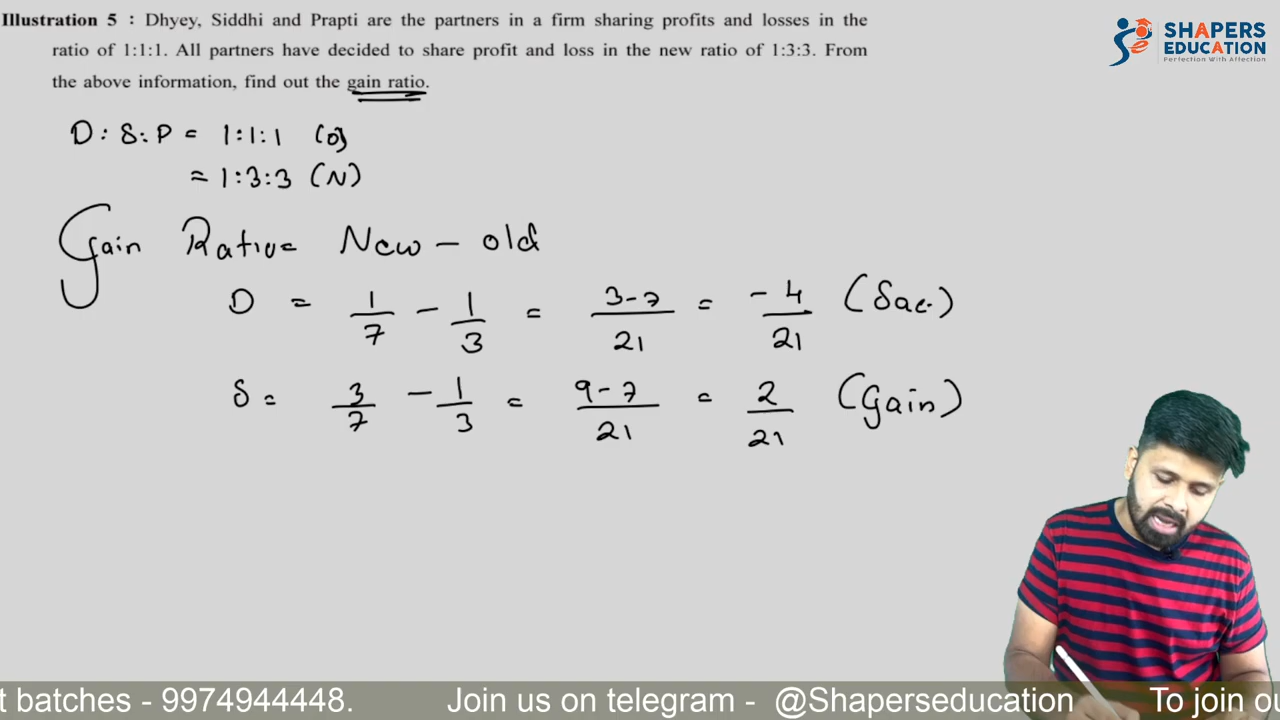 Illustration 5 : Dhyey, Siddhi and Prapti are the partners in a firm sharing profits and losses in the
ratio of 1:1:1. All partners have decided to share profit and loss in the new ratio of 1:3:3. From
the above information, find out the gain ratio.
SHAPERS
EDUCATION
Perfection With Affection
D : S : P = 1:1:1 (O)
= 1:3:3 (N)
Gain Ratio = New - old
D = 1/7 - 1/3 = 3-7/21 = -4/21 (Sac.)
S = 3/7 - 1/3 = 9-7/21 = 2/21 (Gain)
t batches - 9974944448. Join us on telegram - @Shaperseducation To join ou